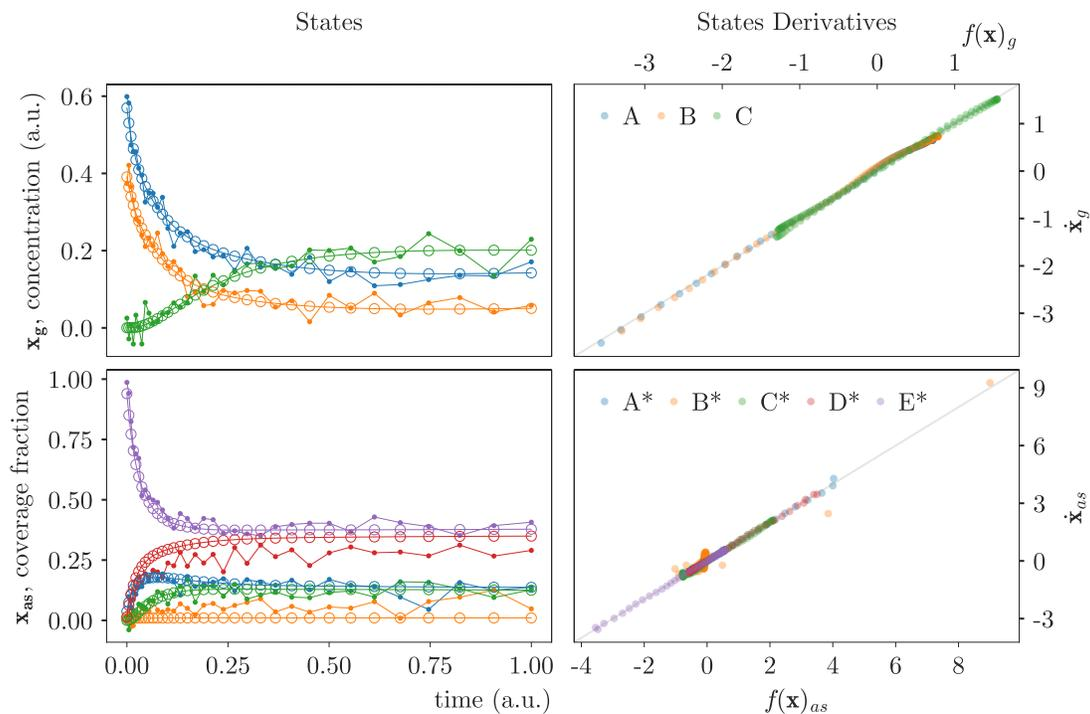 States
States Derivatives
f(x)_g
-3 -2 -1 0 1
x_g, concentration (a.u.)
0.6
0.4
0.2
0.0
A B C
1
0
-1
-2
-3
ẋ_g
x_as, coverage fraction
1.00
0.75
0.50
0.25
0.00
A* B* C* D* E*
9
6
3
0
-3
ẋ_as
0.00 0.25 0.50 0.75 1.00
time (a.u.)
-4 -2 0 2 4 6 8
f(x)_as